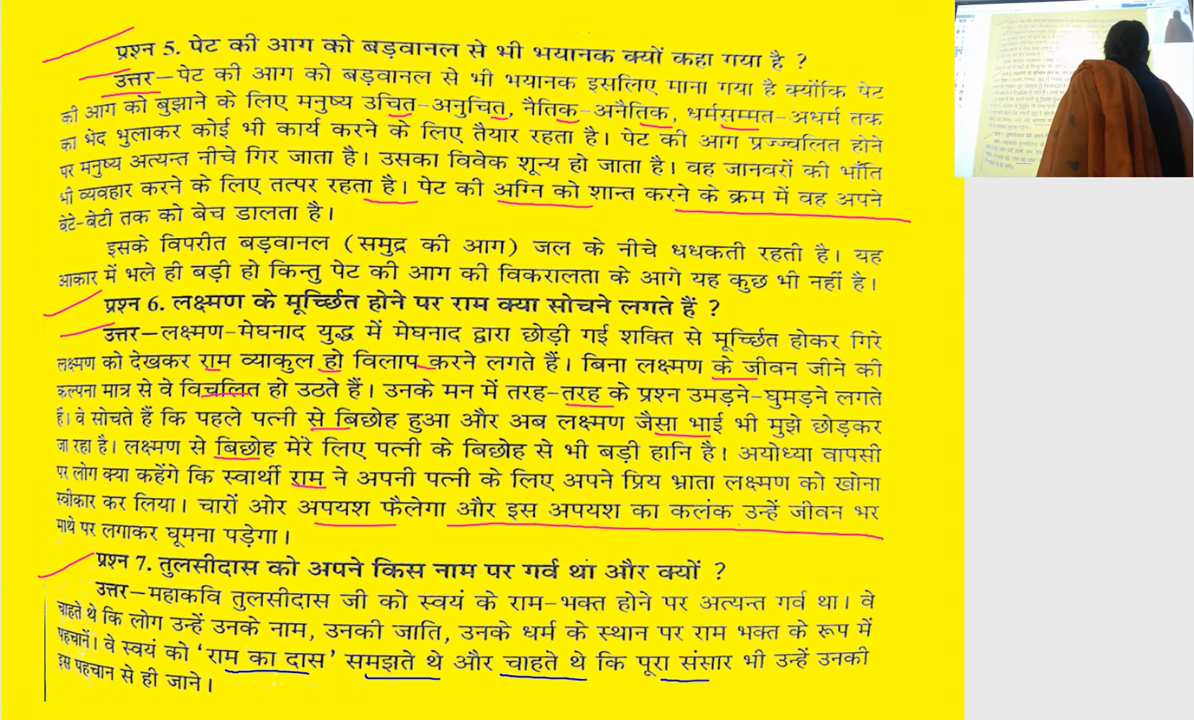 प्रश्न 5. पेट की आग को बड़वानल से भी भयानक क्यों कहा गया है ?
उत्तर–पेट की आग को बड़वानल से भी भयानक इसलिए माना गया है क्योंकि पेट
की आग को बुझाने के लिए मनुष्य उचित-अनुचित, नैतिक-अनैतिक, धर्मसम्मत-अधर्म तक
का भेद भुलाकर कोई भी कार्य करने के लिए तैयार रहता है। पेट की आग प्रज्ज्वलित होने
पर मनुष्य अत्यन्त नीचे गिर जाता है। उसका विवेक शून्य हो जाता है। वह जानवरों की भाँति
भी व्यवहार करने के लिए तत्पर रहता है। पेट की अग्नि को शान्त करने के क्रम में वह अपने
बेटे-बेटी तक को बेच डालता है।
इसके विपरीत बड़वानल (समुद्र की आग) जल के नीचे धधकती रहती है। यह
आकार में भले ही बड़ी हो किन्तु पेट की आग की विकरालता के आगे यह कुछ भी नहीं है।
प्रश्न 6. लक्ष्मण के मूर्च्छित होने पर राम क्या सोचने लगते हैं ?
उत्तर–लक्ष्मण-मेघनाद युद्ध में मेघनाद द्वारा छोड़ी गई शक्ति से मूर्च्छित होकर गिरे
लक्ष्मण को देखकर राम व्याकुल हो विलाप करने लगते हैं। बिना लक्ष्मण के जीवन जीने की
कल्पना मात्र से वे विचलित हो उठते हैं। उनके मन में तरह-तरह के प्रश्न उमड़ने-घुमड़ने लगते
हैं। वे सोचते हैं कि पहले पत्नी से बिछोह हुआ और अब लक्ष्मण जैसा भाई भी मुझे छोड़कर
जा रहा है। लक्ष्मण से बिछोह मेरे लिए पत्नी के बिछोह से भी बड़ी हानि है। अयोध्या वापसी
पर लोग क्या कहेंगे कि स्वार्थी राम ने अपनी पत्नी के लिए अपने प्रिय भ्राता लक्ष्मण को खोना
स्वीकार कर लिया। चारों ओर अपयश फैलेगा और इस अपयश का कलंक उन्हें जीवन भर
माथे पर लगाकर घूमना पड़ेगा।
प्रश्न 7. तुलसीदास को अपने किस नाम पर गर्व था और क्यों ?
उत्तर–महाकवि तुलसीदास जी को स्वयं के राम-भक्त होने पर अत्यन्त गर्व था। वे
चाहते थे कि लोग उन्हें उनके नाम, उनकी जाति, उनके धर्म के स्थान पर राम भक्त के रूप में
पहचानें। वे स्वयं को 'राम का दास' समझते थे और चाहते थे कि पूरा संसार भी उन्हें उनकी
इस पहचान से ही जाने।